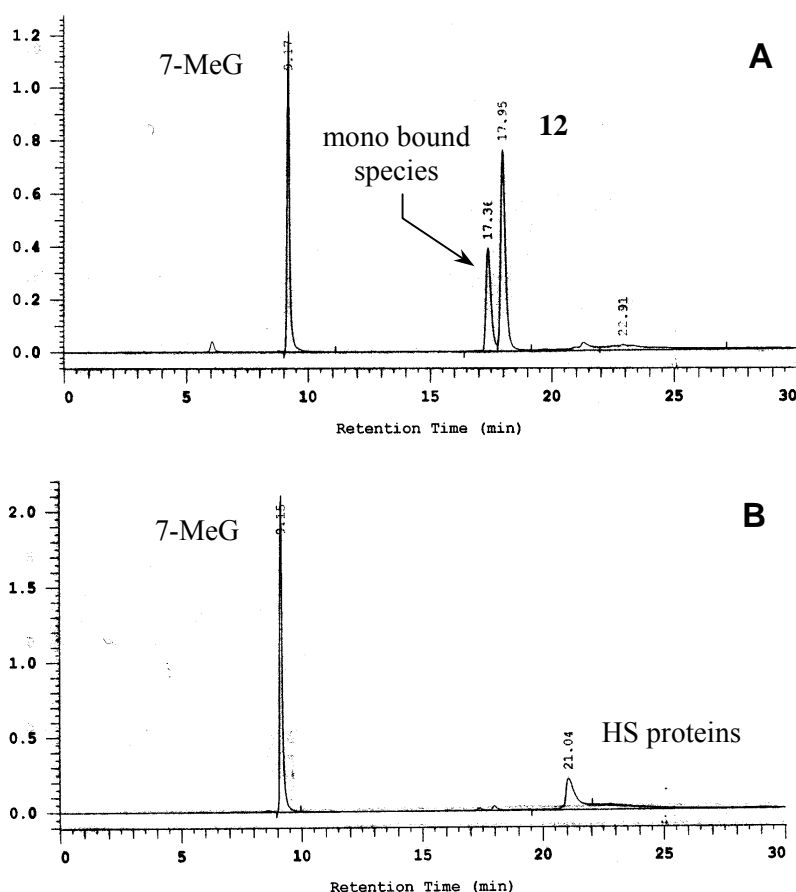 1.2
1.0
0.8
0.6
0.4
0.2
0.0
7-MeG
9.17
A
mono bound
species
17.36
17.95
12
22.91
0 5 10 15 20 25 30
Retention Time (min)
2.0
1.5
1.0
0.5
0.0
7-MeG
9.15
B
21.04
HS proteins
0 5 10 15 20 25 30
Retention Time (min)